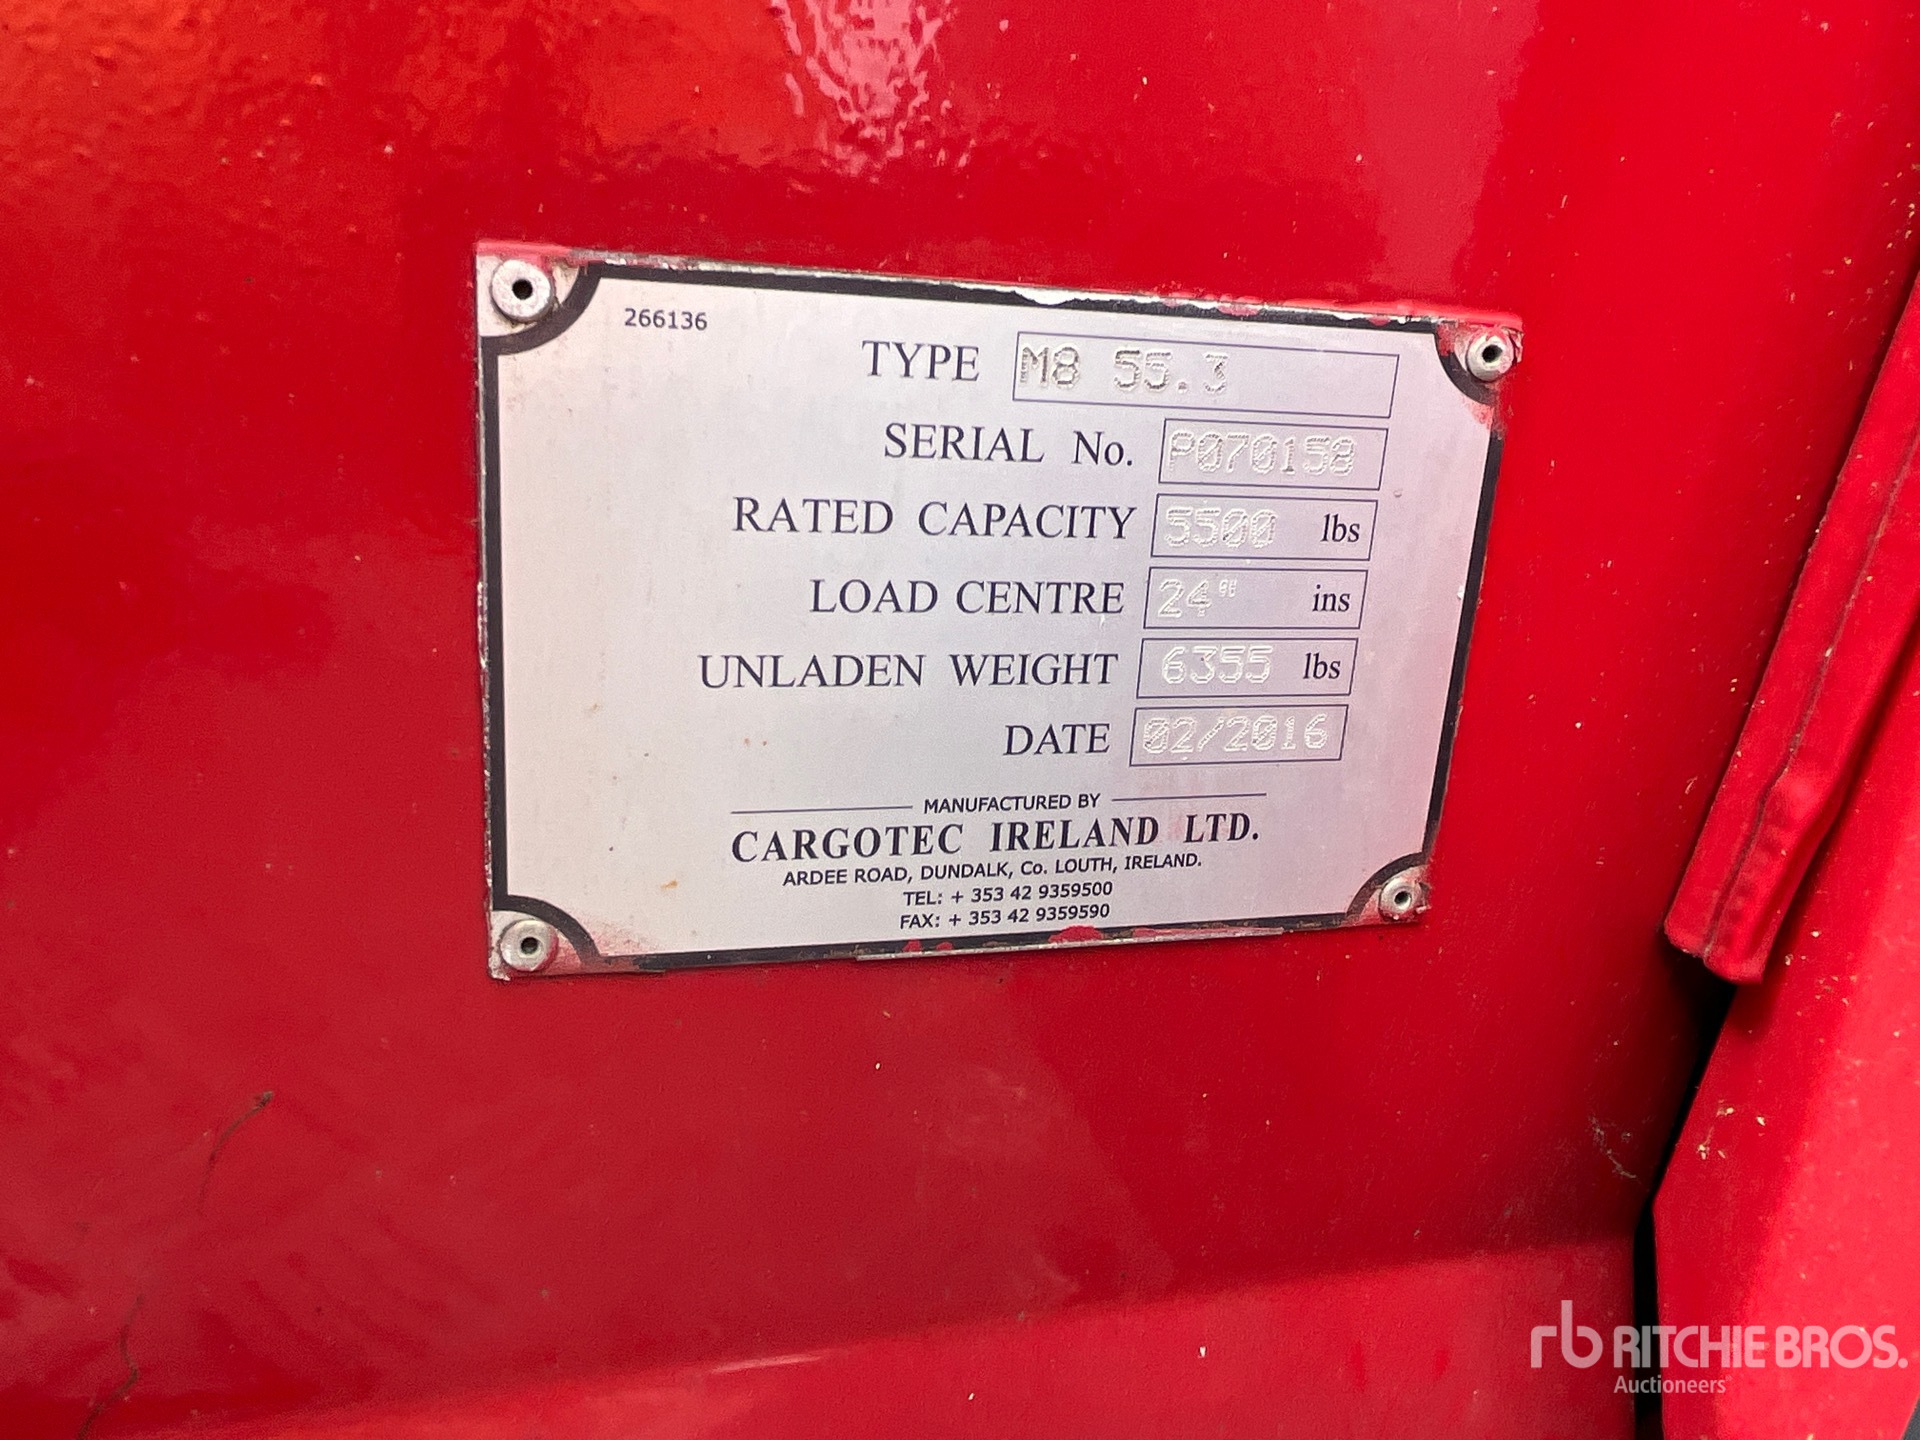 266136
TYPE M8 55.3
SERIAL No. P070158
RATED CAPACITY 5500 lbs
LOAD CENTRE 24" ins
UNLADEN WEIGHT 6355 lbs
DATE 02/2016
MANUFACTURED BY
CARGOTEC IRELAND LTD.
ARDEE ROAD, DUNDALK, Co. LOUTH, IRELAND.
TEL: + 353 42 9359500
FAX: + 353 42 9359590
rb RITCHIE BROS.
Auctioneers